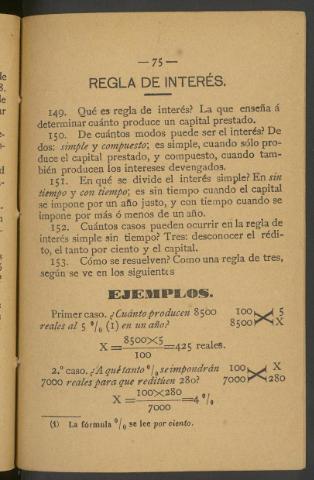 — 75 —
REGLA DE INTERÉS.
149. Qué es regla de interés? La que enseña á
determinar cuánto produce un capital prestado.
150. De cuántos modos puede ser el interés? De
dos: simple y compuesto; es simple, cuando sólo pro-
duce el capital prestado, y compuesto, cuando tam-
bién producen los intereses devengados.
151. En qué se divide el interés simple? En sin
tiempo y con tiempo; es sin tiempo cuando el capital
se impone por un año justo, y con tiempo cuando se
impone por más ó menos de un año.
152. Cuántos casos pueden ocurrir en la regla de
interés simple sin tiempo? Tres: desconocer el rédi-
to, el tanto por ciento y el capital.
153. Cómo se resuelven? Como una regla de tres,
según se ve en los siguientes
EJEMPLOS.
Primer caso. ¿Cuánto producen 8500 100 5
reales al 5 % (1) en un año? 8500 X
X = 8500×5 / 100 = 425 reales.
2.° caso. ¿A qué tanto % se impondrán 100 X
7000 reales para que reditúen 280? 7000 280
X = 100×280 / 7000 = 4 %
(1) La fórmula % se lee por ciento.